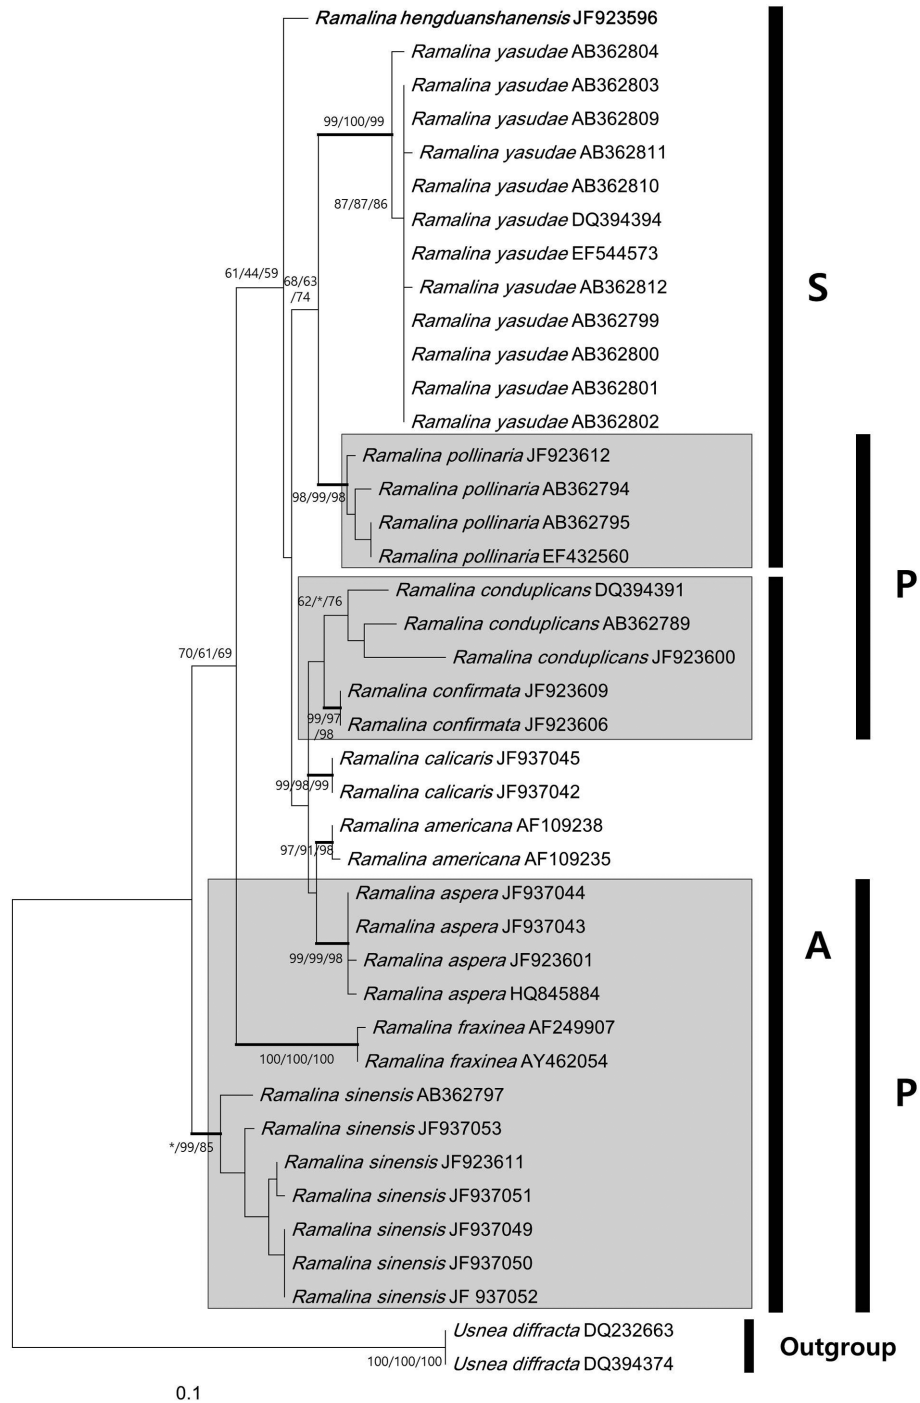 Ramalina hengduanshanensis JF923596
Ramalina yasudae AB362804
Ramalina yasudae AB362803
99/100/99
Ramalina yasudae AB362809
Ramalina yasudae AB362811
Ramalina yasudae AB362810
87/87/86
Ramalina yasudae DQ394394
Ramalina yasudae EF544573
61/44/59
68/63
/74
Ramalina yasudae AB362812
S
Ramalina yasudae AB362799
Ramalina yasudae AB362800
Ramalina yasudae AB362801
Ramalina yasudae AB362802
Ramalina pollinaria JF923612
98/99/98
Ramalina pollinaria AB362794
Ramalina pollinaria AB362795
Ramalina pollinaria EF432560
P
Ramalina conduplicans DQ394391
62/*/76
Ramalina conduplicans AB362789
70/61/69
Ramalina conduplicans JF923600
Ramalina confirmata JF923609
99/97
/98
Ramalina confirmata JF923606
Ramalina calicaris JF937045
99/98/99
Ramalina calicaris JF937042
Ramalina americana AF109238
97/91/98
Ramalina americana AF109235
Ramalina aspera JF937044
Ramalina aspera JF937043
A
99/99/98
Ramalina aspera JF923601
Ramalina aspera HQ845884
Ramalina fraxinea AF249907
100/100/100
Ramalina fraxinea AY462054
P
Ramalina sinensis AB362797
*/99/85
Ramalina sinensis JF937053
Ramalina sinensis JF923611
Ramalina sinensis JF937051
Ramalina sinensis JF937049
Ramalina sinensis JF937050
Ramalina sinensis JF 937052
Usnea diffracta DQ232663
Outgroup
100/100/100
Usnea diffracta DQ394374
0.1